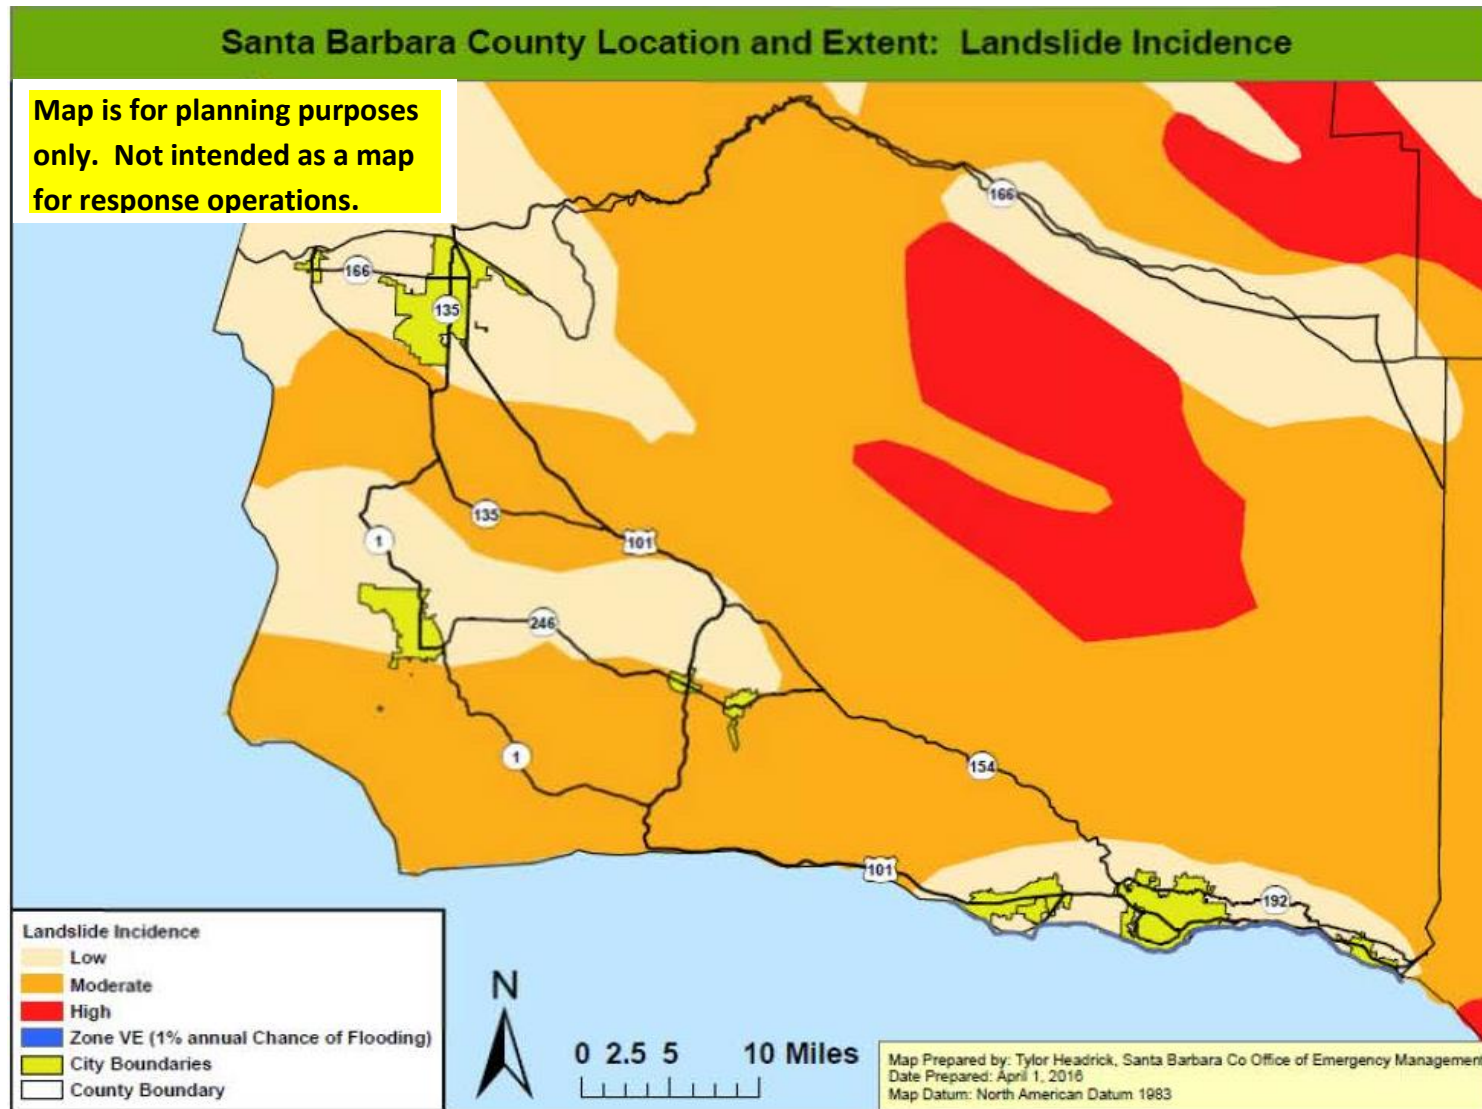 Santa Barbara County Location and Extent: Landslide Incidence
Map is for planning purposes
only. Not intended as a map
for response operations.
166
166
135
135
1
101
246
1
154
101
192
Landslide Incidence
Low
Moderate
High
Zone VE (1% annual Chance of Flooding)
City Boundaries
County Boundary
N
0 2.5 5 10 Miles
Map Prepared by: Tylor Headrick, Santa Barbara Co Office of Emergency Management
Date Prepared: April 1, 2016
Map Datum: North American Datum 1983